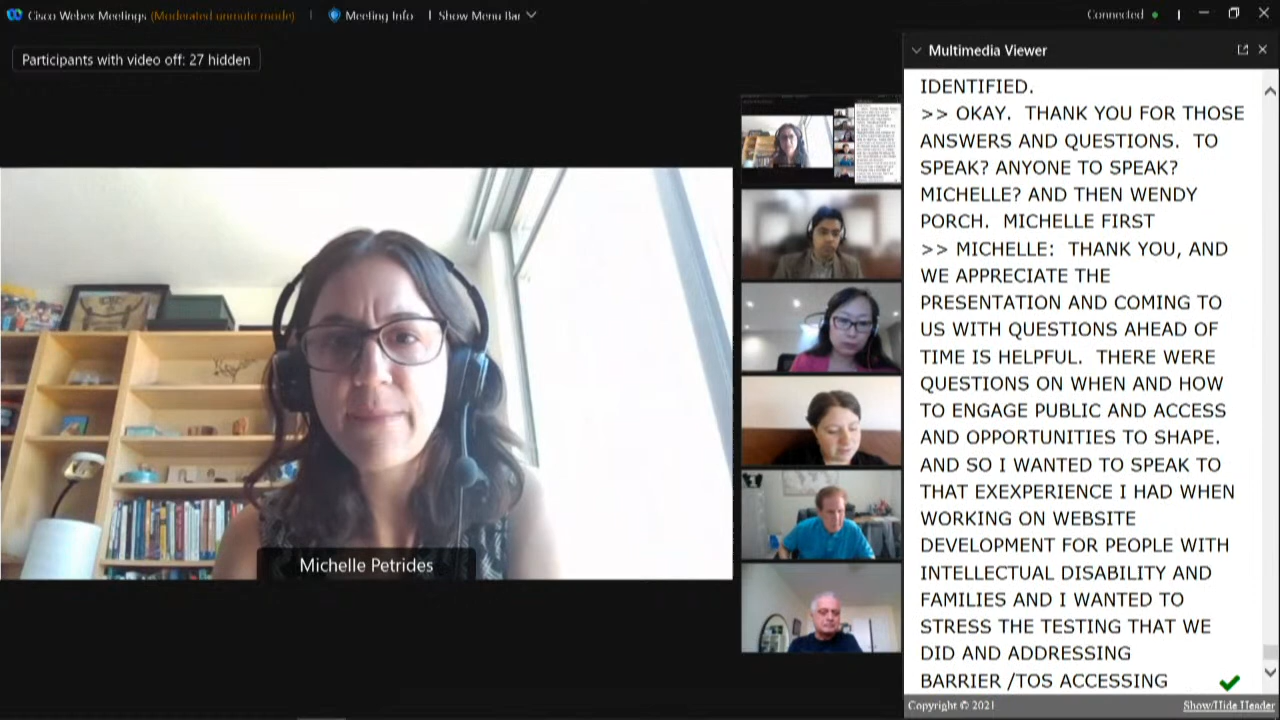 Cisco Webex Meetings (Moderated unmute mode) | Meeting Info | Show Menu Bar
Connected
Participants with video off: 27 hidden
Michelle Petrides
Multimedia Viewer
IDENTIFIED.
>> OKAY. THANK YOU FOR THOSE
ANSWERS AND QUESTIONS. TO
SPEAK? ANYONE TO SPEAK?
MICHELLE? AND THEN WENDY
PORCH. MICHELLE FIRST
>> MICHELLE: THANK YOU, AND
WE APPRECIATE THE
PRESENTATION AND COMING TO
US WITH QUESTIONS AHEAD OF
TIME IS HELPFUL. THERE WERE
QUESTIONS ON WHEN AND HOW
TO ENGAGE PUBLIC AND ACCESS
AND OPPORTUNITIES TO SHAPE.
AND SO I WANTED TO SPEAK TO
THAT EXEXPERIENCE I HAD WHEN
WORKING ON WEBSITE
DEVELOPMENT FOR PEOPLE WITH
INTELLECTUAL DISABILITY AND
FAMILIES AND I WANTED TO
STRESS THE TESTING THAT WE
DID AND ADDRESSING
BARRIER /TOS ACCESSING
Copyright © 2021
Show/Hide Header